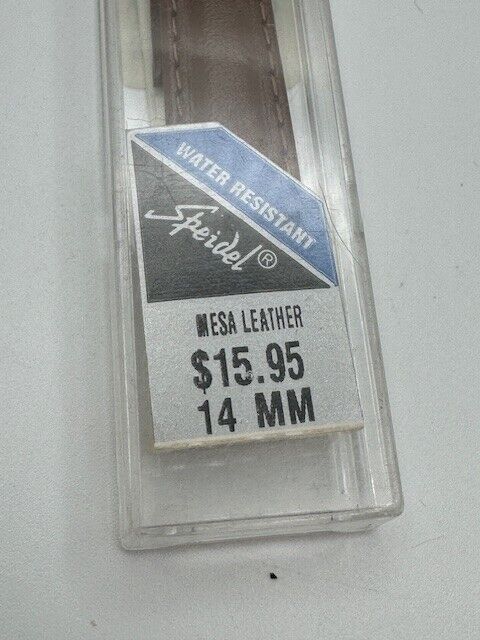 WATER RESISTANT
Speidel®
MESA LEATHER
$15.95
14 MM